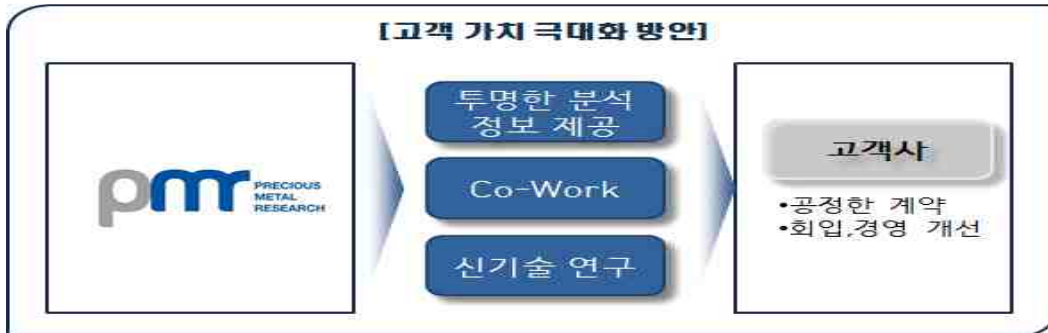 [고객 가치 극대화 방안]
pmr PRECIOUS
METAL
RESEARCH
투명한 분석
정보 제공
Co-Work
신기술 연구
고객사
•공정한 계약
•회입,경영 개선